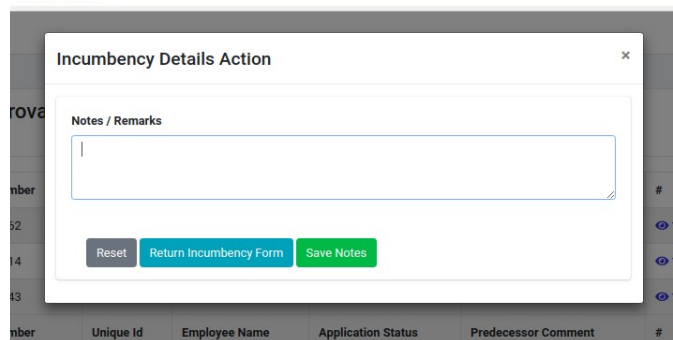 Incumbency Details Action ×
Notes / Remarks
Reset Return Incumbency Form Save Notes
rova
mber #
52
14
43
mber Unique Id Employee Name Application Status Predecessor Comment #